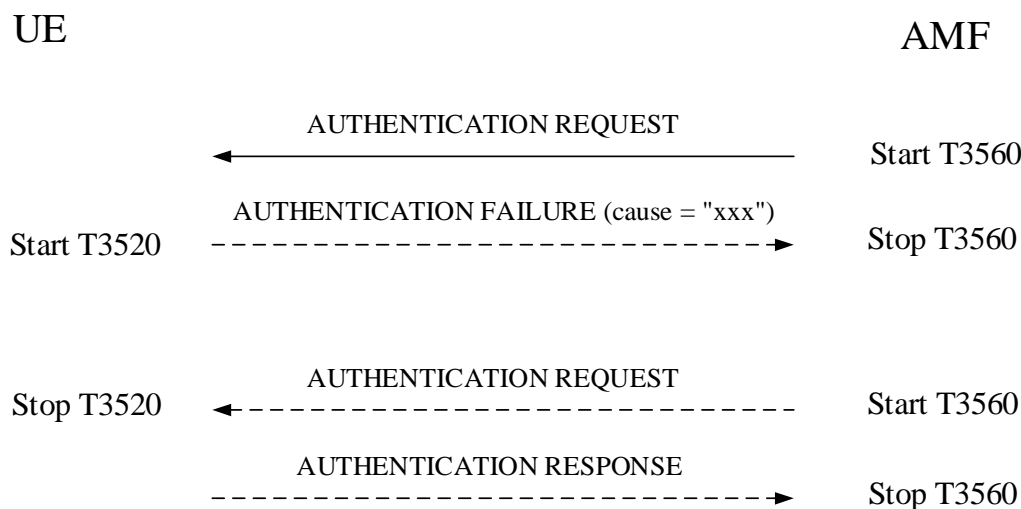 UE
AMF
AUTHENTICATION REQUEST
Start T3560
AUTHENTICATION FAILURE (cause = "xxx")
Start T3520
Stop T3560
AUTHENTICATION REQUEST
Stop T3520
Start T3560
AUTHENTICATION RESPONSE
Stop T3560